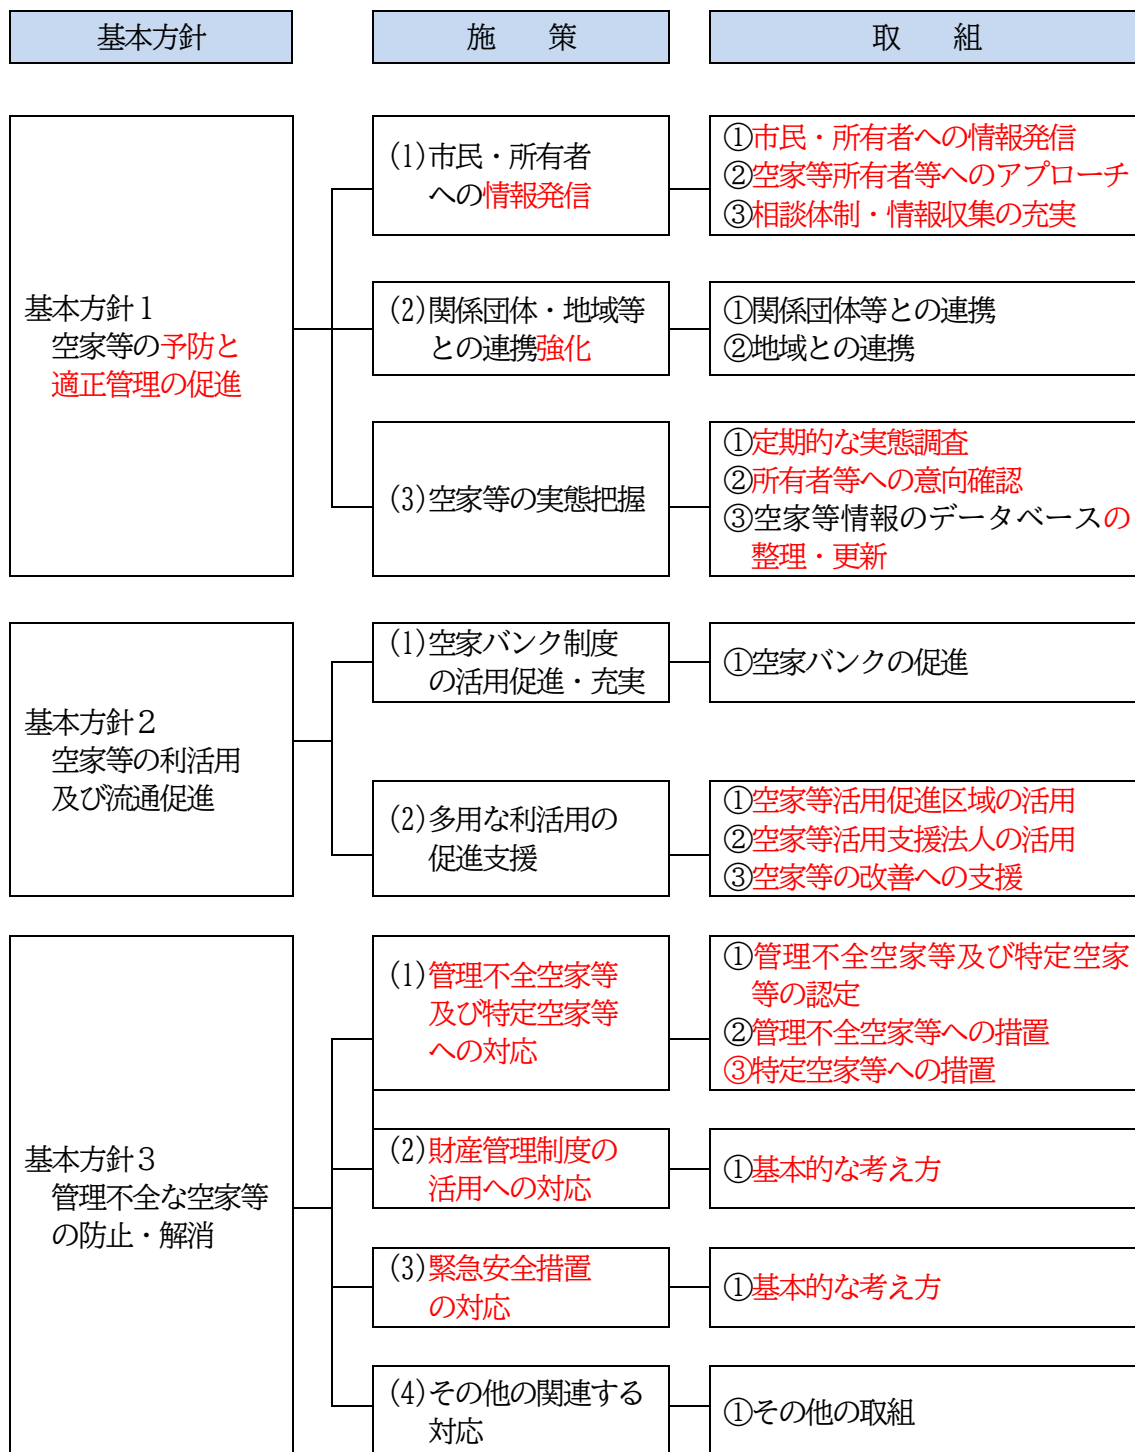 基本方針
施　策
取　組
基本方針１
空家等の予防と
適正管理の促進
(1)市民・所有者
への情報発信
①市民・所有者への情報発信
②空家等所有者等へのアプローチ
③相談体制・情報収集の充実
(2)関係団体・地域等
との連携強化
①関係団体等との連携
②地域との連携
(3)空家等の実態把握
①定期的な実態調査
②所有者等への意向確認
③空家等情報のデータベースの
整理・更新
基本方針２
空家等の利活用
及び流通促進
(1)空家バンク制度
の活用促進・充実
①空家バンクの促進
(2)多用な利活用の
促進支援
①空家等活用促進区域の活用
②空家等活用支援法人の活用
③空家等の改善への支援
基本方針３
管理不全な空家等
の防止・解消
(1)管理不全空家等
及び特定空家等
への対応
①管理不全空家等及び特定空家
等の認定
②管理不全空家等への措置
③特定空家等への措置
(2)財産管理制度の
活用への対応
①基本的な考え方
(3)緊急安全措置
の対応
①基本的な考え方
(4)その他の関連する
対応
①その他の取組